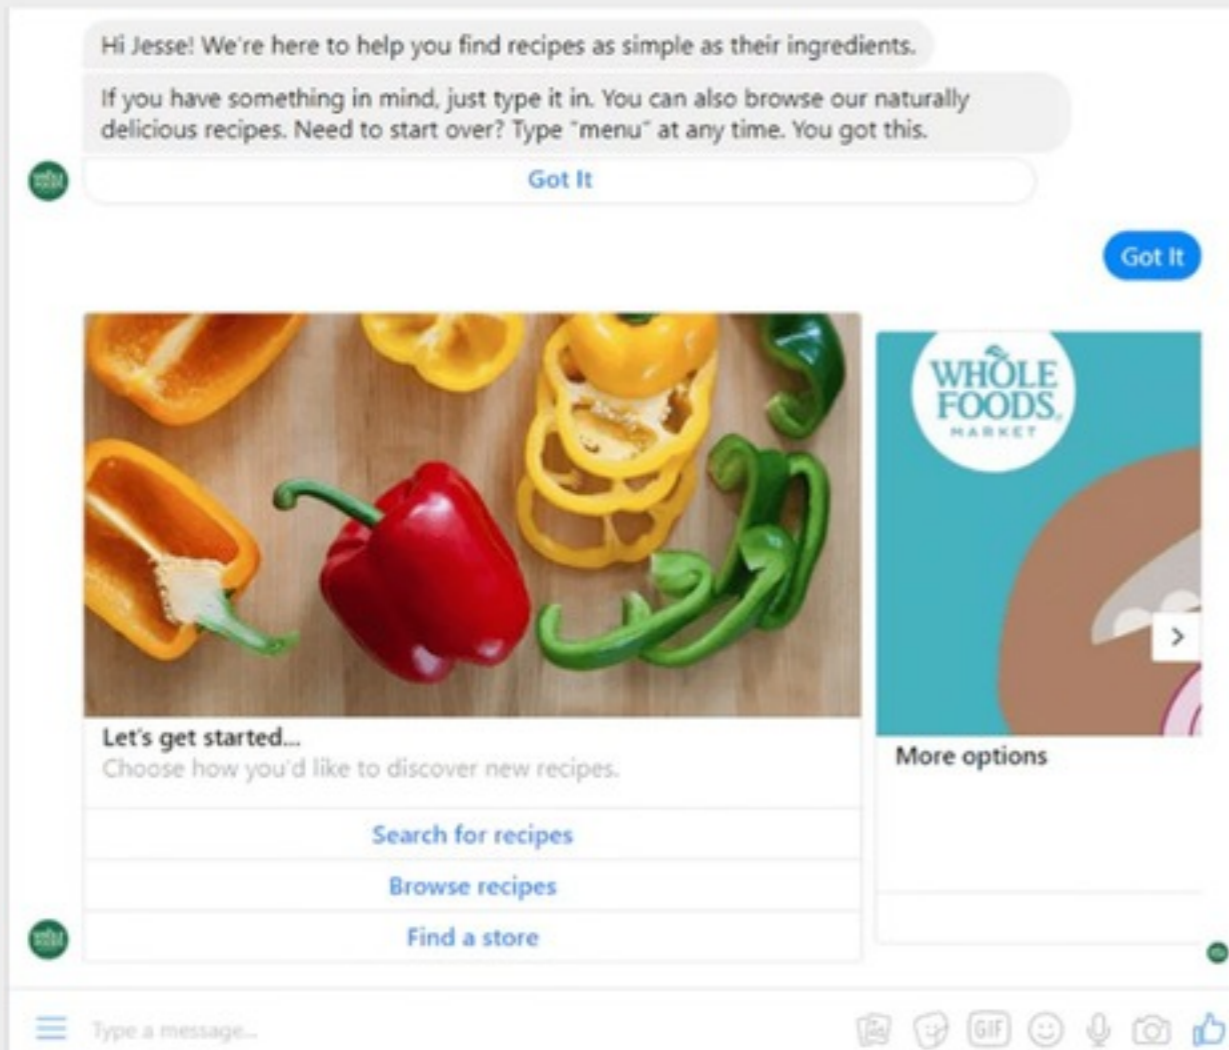 Hi Jesse! We're here to help you find recipes as simple as their ingredients.
If you have something in mind, just type it in. You can also browse our naturally
delicious recipes. Need to start over? Type "menu" at any time. You got this.
Got It
Got It
WHOLE
FOODS
MARKET
Let's get started...
Choose how you'd like to discover new recipes.
More options
Search for recipes
Browse recipes
Find a store
Type a message...
GIF